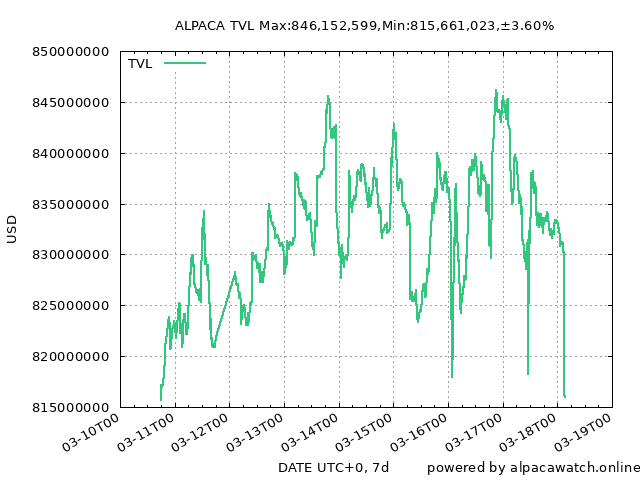 ALPACA TVL Max:846,152,599,Min:815,661,023,±3.60%
850000000
TVL
845000000
840000000
835000000
USD
830000000
825000000
820000000
815000000
03-10T00
03-11T00
03-12T00
03-13T00
03-14T00
03-15T00
03-16T00
03-17T00
03-18T00
03-19T00
DATE UTC+0, 7d
powered by alpacawatch.online